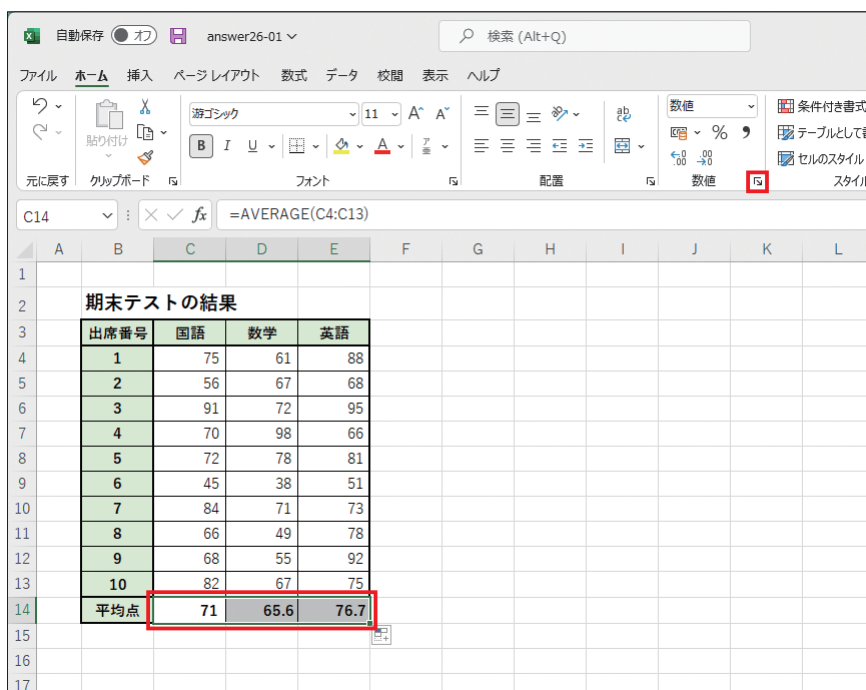 自動保存 オフ answer26-01 検索 (Alt+Q)
ファイル ホーム 挿入 ページ レイアウト 数式 データ 校閲 表示 ヘルプ
游ゴシック 11 A^ Aˇ ab 数値 条件付き書式
貼り付け B I U A % 9 テーブルとして書
セルのスタイル
元に戻す クリップボード フォント 配置 数値 スタイル
C14 fx =AVERAGE(C4:C13)
A B C D E F G H I J K L
1
2 期末テストの結果
3 出席番号 国語 数学 英語
4 1 75 61 88
5 2 56 67 68
6 3 91 72 95
7 4 70 98 66
8 5 72 78 81
9 6 45 38 51
10 7 84 71 73
11 8 66 49 78
12 9 68 55 92
13 10 82 67 75
14 平均点 71 65.6 76.7
15
16
17